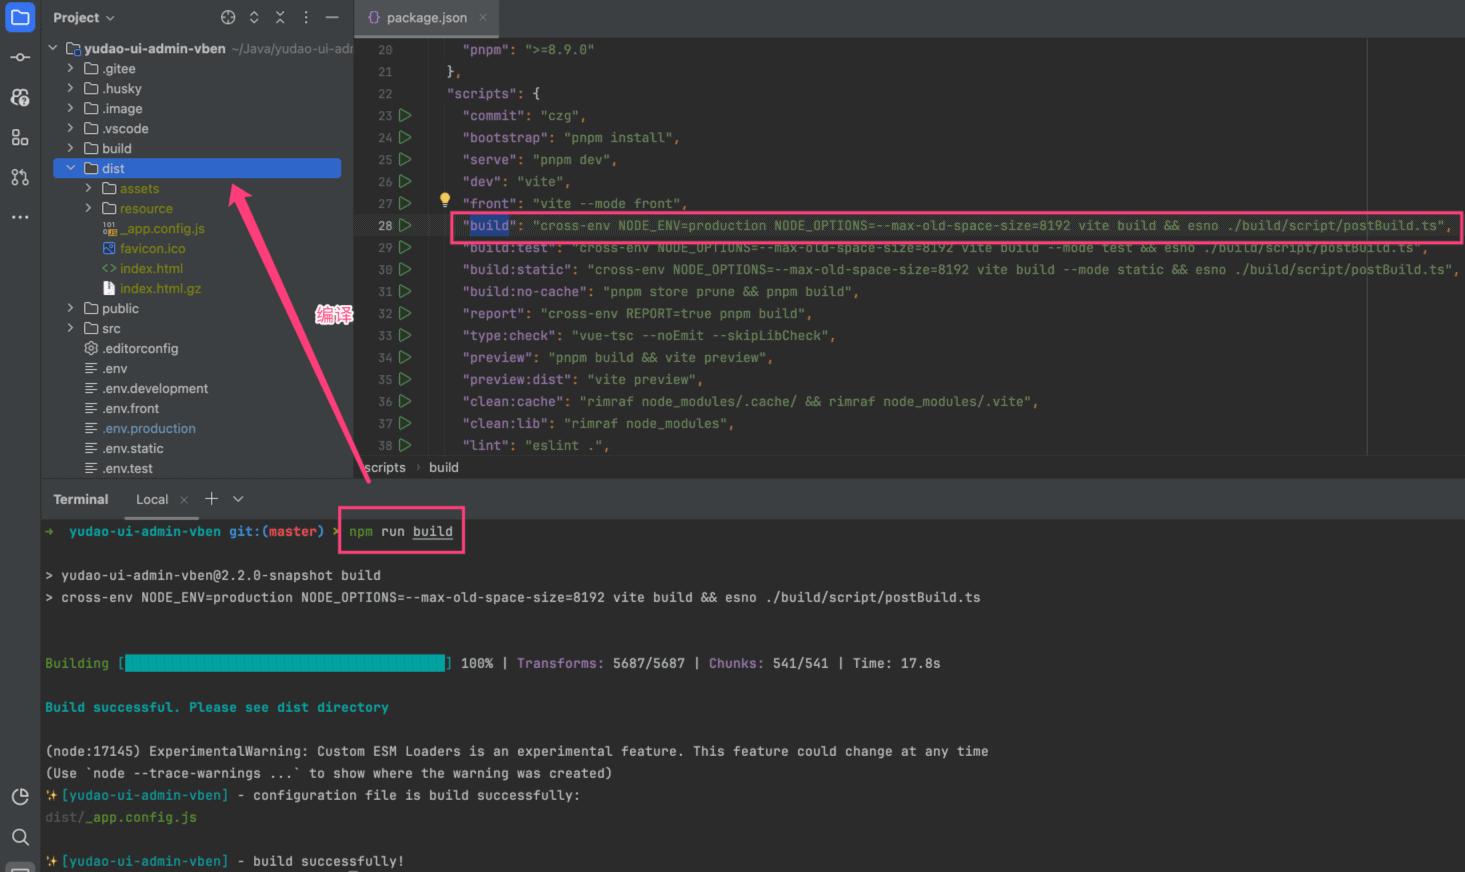 Project
package.json
yudao-ui-admin-vben ~/Java/yudao-ui-adr
.gitee
.husky
.image
.vscode
build
dist
assets
resource
_app.config.js
favicon.ico
index.html
index.html.gz
public
src
.editorconfig
.env
.env.development
.env.front
.env.production
.env.static
.env.test
编译
20 "pnpm": ">=8.9.0"
21 },
22 "scripts": {
23 "commit": "czg",
24 "bootstrap": "pnpm install",
25 "serve": "pnpm dev",
26 "dev": "vite",
27 "front": "vite --mode front",
28 "build": "cross-env NODE_ENV=production NODE_OPTIONS=--max-old-space-size=8192 vite build && esno ./build/script/postBuild.ts",
29 "build:test": "cross-env NODE_OPTIONS=--max-old-space-size=8192 vite build --mode test && esno ./build/script/postBuild.ts",
30 "build:static": "cross-env NODE_OPTIONS=--max-old-space-size=8192 vite build --mode static && esno ./build/script/postBuild.ts",
31 "build:no-cache": "pnpm store prune && pnpm build",
32 "report": "cross-env REPORT=true pnpm build",
33 "type:check": "vue-tsc --noEmit --skipLibCheck",
34 "preview": "pnpm build && vite preview",
35 "preview:dist": "vite preview",
36 "clean:cache": "rimraf node_modules/.cache/ && rimraf node_modules/.vite",
37 "clean:lib": "rimraf node_modules",
38 "lint": "eslint .",
scripts › build
Terminal Local
→ yudao-ui-admin-vben git:(master) × npm run build
> yudao-ui-admin-vben@2.2.0-snapshot build
> cross-env NODE_ENV=production NODE_OPTIONS=--max-old-space-size=8192 vite build && esno ./build/script/postBuild.ts
Building [ ] 100% | Transforms: 5687/5687 | Chunks: 541/541 | Time: 17.8s
Build successful. Please see dist directory
(node:17145) ExperimentalWarning: Custom ESM Loaders is an experimental feature. This feature could change at any time
(Use `node --trace-warnings ...` to show where the warning was created)
✨[yudao-ui-admin-vben] - configuration file is build successfully:
dist/_app.config.js
✨[yudao-ui-admin-vben] - build successfully!